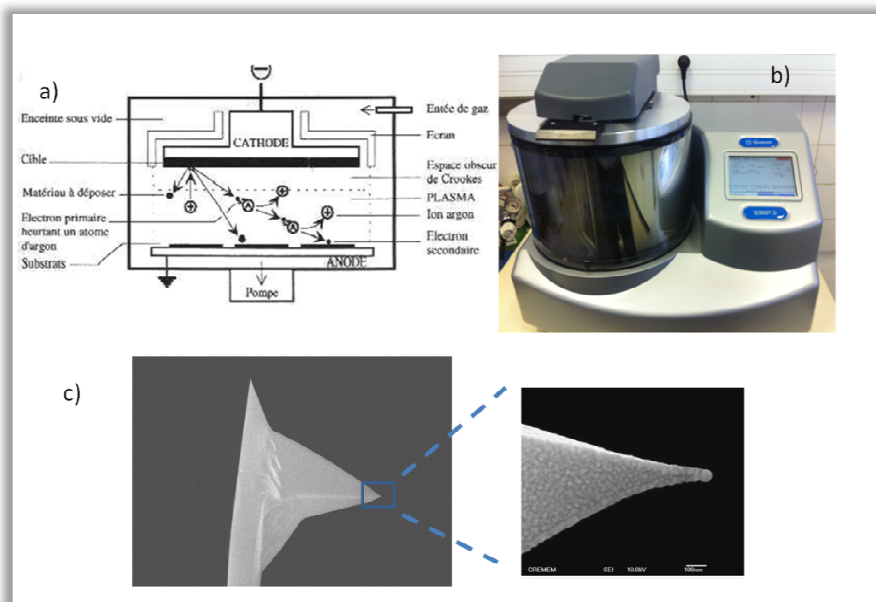 a)
Enceinte sous vide
Cible
Matériau à déposer
Electron primaire
heurtant un atome
d'argon
Substrats
CATHODE
A
A
ANODE
Pompe
Entée de gaz
Ecran
Espace obscur
de Crookes
PLASMA
Ion argon
Electron
secondaire
b)
Quorum
c)
CREMEM SEI 10.0kV 100nm